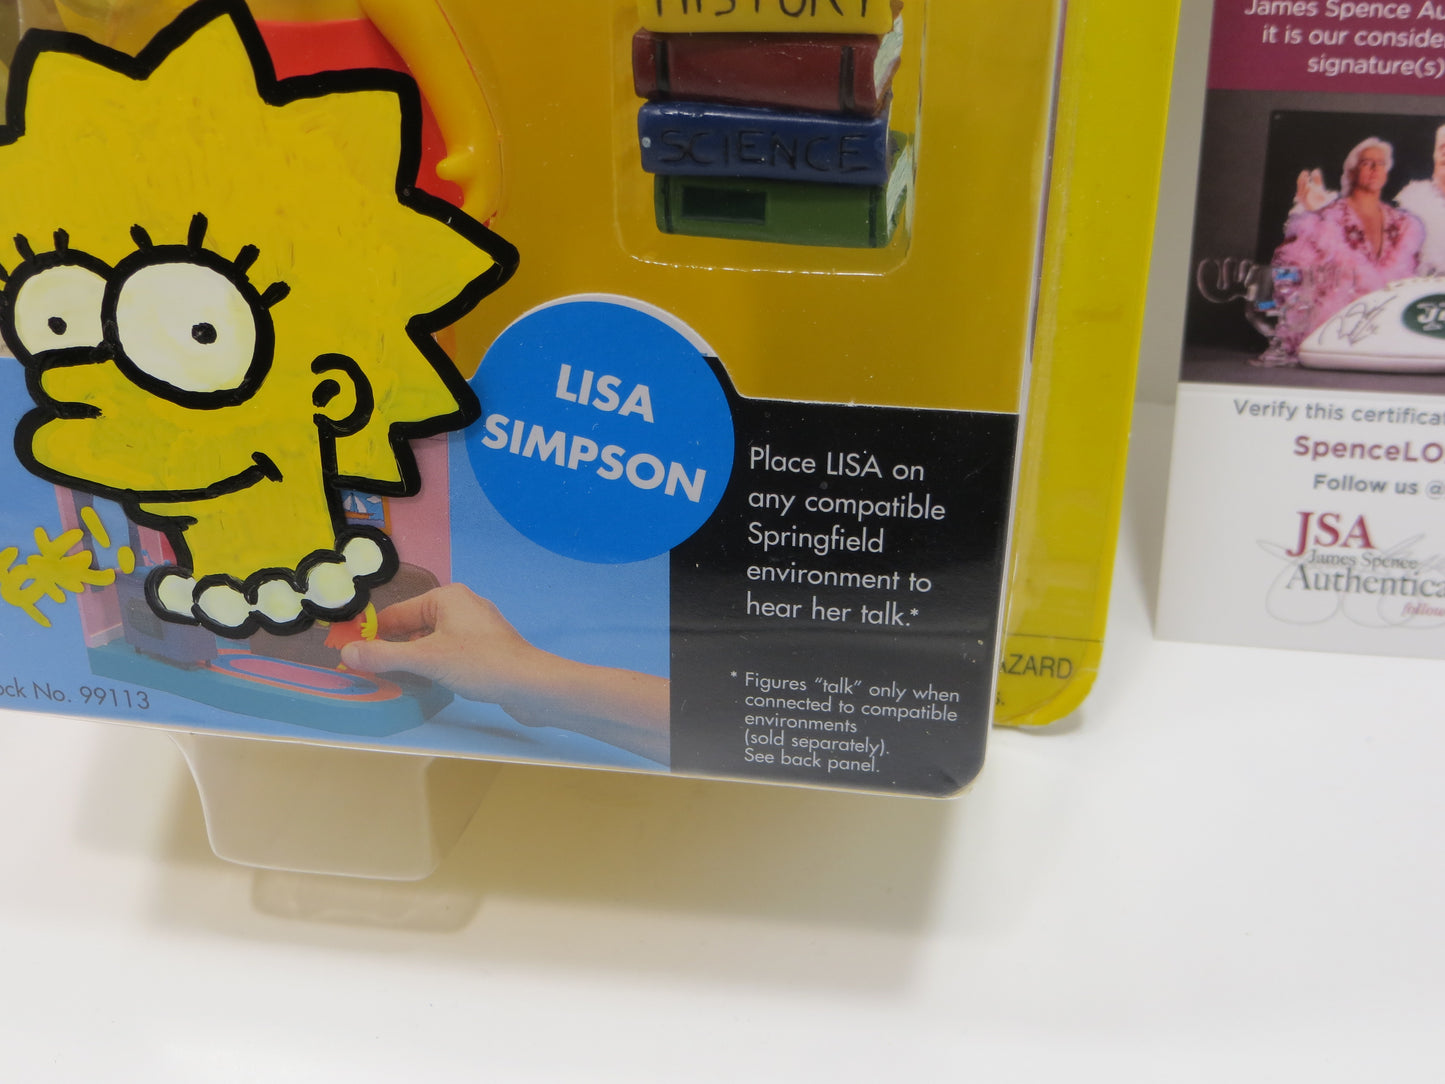 HISTORY
SCIENCE
LISA
SIMPSON
Place LISA on
any compatible
Springfield
environment to
hear her talk.*
* Figures “talk” only when
connected to compatible
environments
(sold separately).
See back panel.
ock No. 99113
AZARD
s.
James Spence Au
it is our conside
signature(s)
Verify this certificat
SpenceLO
Follow us @
JSA
James Spence
Authentica
follow